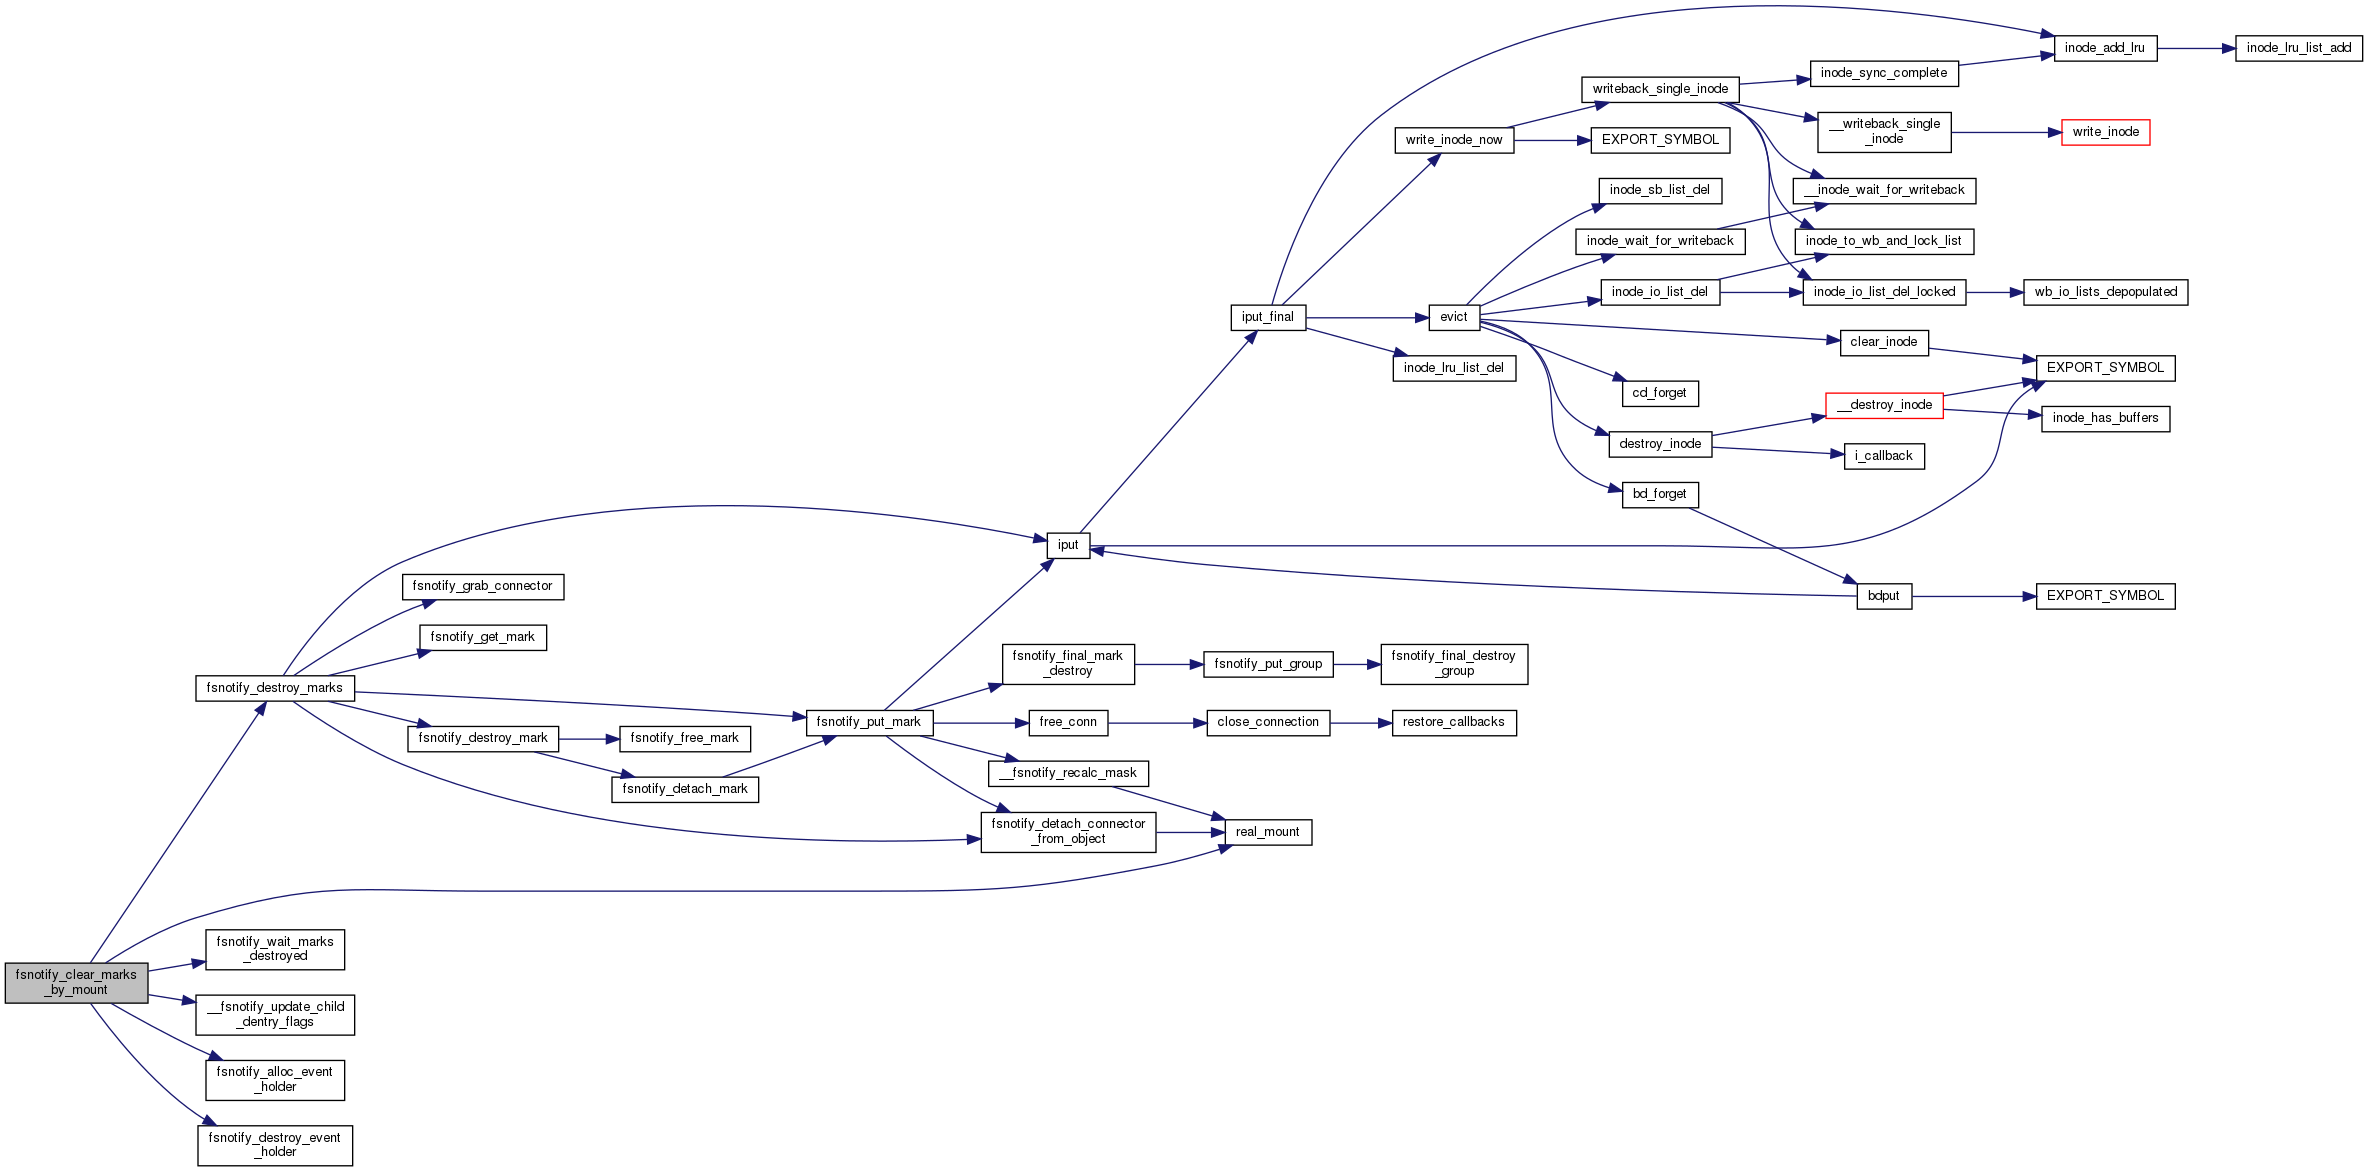 inode_add_lru
inode_lru_list_add
inode_sync_complete
writeback_single_inode
__writeback_single
_inode
write_inode
write_inode_now
EXPORT_SYMBOL
inode_sb_list_del
__inode_wait_for_writeback
inode_wait_for_writeback
inode_to_wb_and_lock_list
inode_io_list_del
inode_io_list_del_locked
wb_io_lists_depopulated
iput_final
evict
clear_inode
inode_lru_list_del
EXPORT_SYMBOL
cd_forget
__destroy_inode
inode_has_buffers
destroy_inode
i_callback
bd_forget
iput
fsnotify_grab_connector
bdput
EXPORT_SYMBOL
fsnotify_get_mark
fsnotify_final_mark
_destroy
fsnotify_put_group
fsnotify_final_destroy
_group
fsnotify_destroy_marks
fsnotify_put_mark
free_conn
close_connection
restore_callbacks
fsnotify_destroy_mark
fsnotify_free_mark
__fsnotify_recalc_mask
fsnotify_detach_mark
fsnotify_detach_connector
_from_object
real_mount
fsnotify_wait_marks
_destroyed
fsnotify_clear_marks
_by_mount
__fsnotify_update_child
_dentry_flags
fsnotify_alloc_event
_holder
fsnotify_destroy_event
_holder